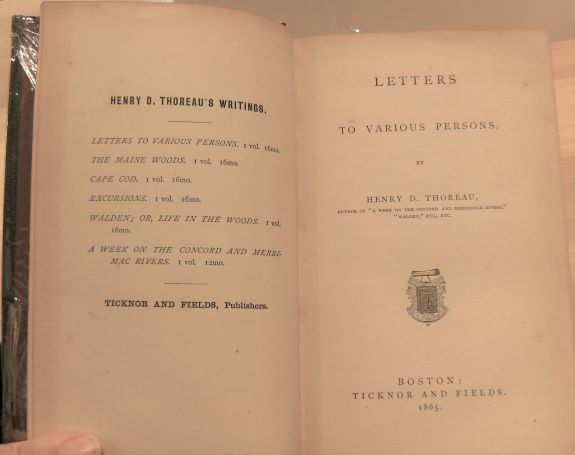 HENRY D. THOREAU'S WRITINGS.
LETTERS TO VARIOUS PERSONS. 1 vol. 16mo.
THE MAINE WOODS. 1 vol. 16mo.
CAPE COD. 1 vol. 16mo.
EXCURSIONS. 1 vol. 16mo.
WALDEN; OR, LIFE IN THE WOODS. 1 vol.
16mo.
A WEEK ON THE CONCORD AND MERRI-
MAC RIVERS. 1 vol. 12mo.
TICKNOR AND FIELDS, Publishers.
LETTERS
TO VARIOUS PERSONS.
BY
HENRY D. THOREAU,
AUTHOR OF "A WEEK ON THE CONCORD AND MERRIMACK RIVERS,"
"WALDEN," ETC., ETC.
BOSTON:
TICKNOR AND FIELDS.
1865.